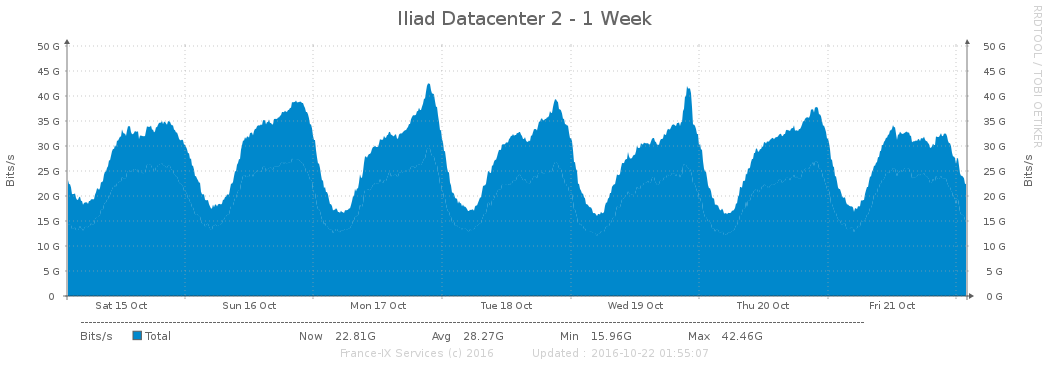 Iliad Datacenter 2 - 1 Week
RRDTOOL / TOBI OETIKER
Bits/s
50 G
45 G
40 G
35 G
30 G
25 G
20 G
15 G
10 G
5 G
0
50 G
45 G
40 G
35 G
30 G
25 G
20 G
15 G
10 G
5 G
0 G
Bits/s
Sat 15 Oct Sun 16 Oct Mon 17 Oct Tue 18 Oct Wed 19 Oct Thu 20 Oct Fri 21 Oct
Bits/s Total Now 22.81G Avg 28.27G Min 15.96G Max 42.46G
France-IX Services (c) 2016 Updated : 2016-10-22 01:55:07